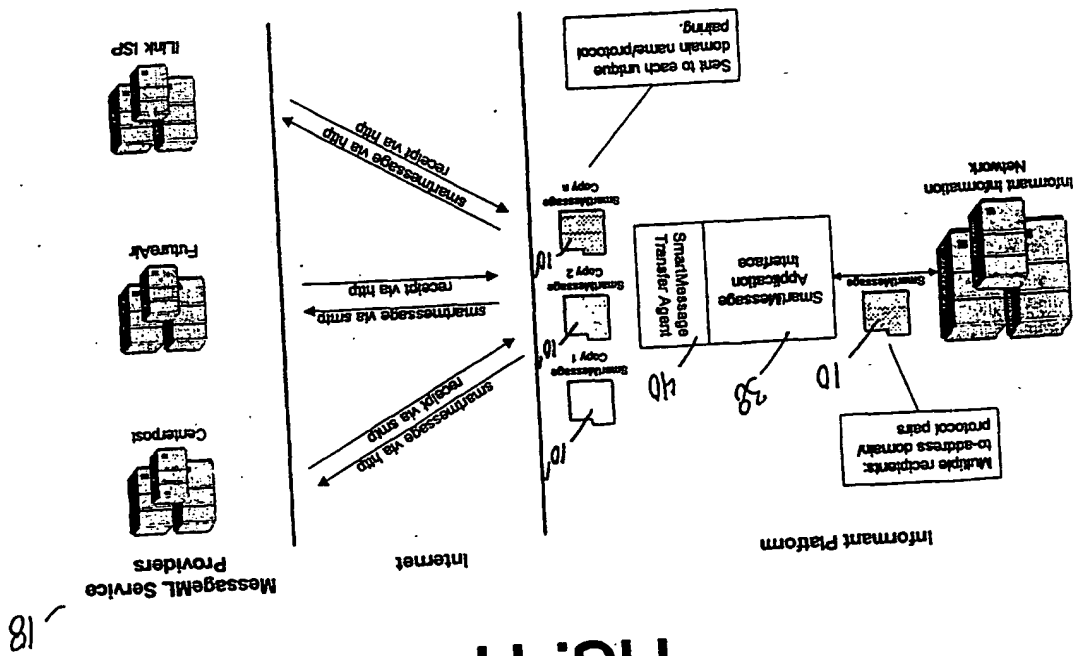 FIG.
18
Informant Platform
Internet
MessageML Service
Providers
Multiple recipients:
to-address domain/
protocol pairs
10
38
40
SmartMessage
Informant Information
Network
SmartMessage
Application
Interface
SmartMessage
Transfer Agent
10
SmartMessage
Copy 1
10
SmartMessage
Copy 2
10
SmartMessage
Copy n
Sent to each unique
domain name/protocol
pairing.
smartmessage via http
receipt via smtp
smartmessage via smtp
receipt via http
smartmessage via http
receipt via http
Centerpost
FutureAir
iLink ISP